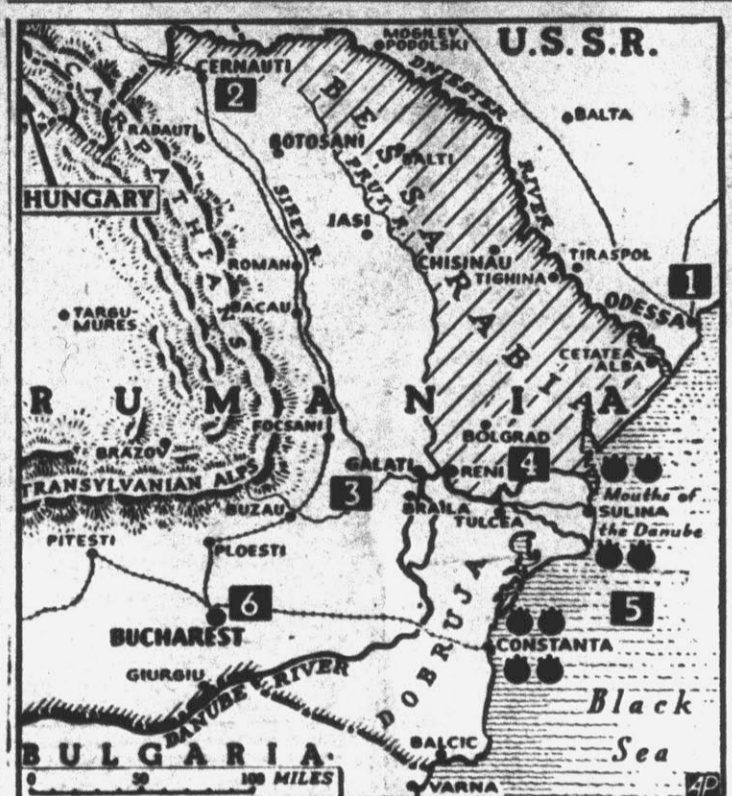 U.S.S.R.
MOGILEV
PODOLSKI
CERNAUTI
2
DNIESTER
RIVER
BALTA
CARPATHIANS
RADAUTI
BOTOSANI
BESSARABIA
BALTI
PRUT R.
HUNGARY
SIRET R.
IASI
CHISINAU
TIRASPOL
TIGHINA
ROMAN
1
ODESSA
TARGU-
MURES
BACAU
CETATEA
ALBA
RUMANIA
FOCSANI
BOLGRAD
BRAZOV
GALATI
RENI
4
TRANSYLVANIAN ALPS
3
BRAILA
Mouths of
BUZAU
TULCEA
SULINA
the Danube
PITESTI
PLOESTI
6
5
BUCHAREST
DOBRUJA
CONSTANTA
GIURGIU
DANUBE RIVER
Black
Sea
BULGARIA
BALCIC
0 50 100 MILES
VARNA
AP